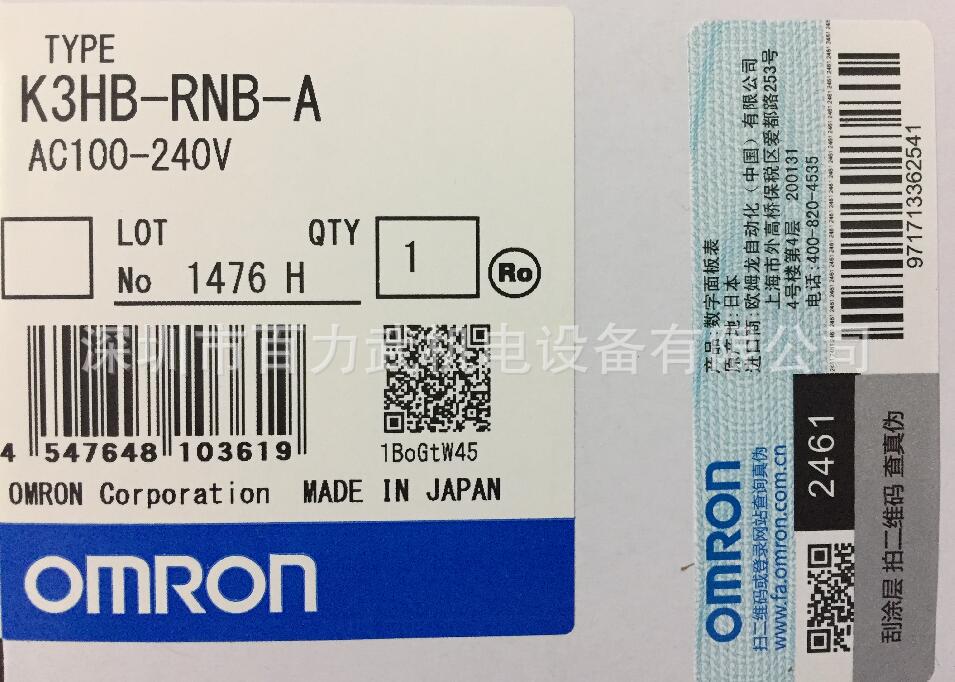 TYPE
K3HB-RNB-A
AC100-240V
LOT
No 1476 H
QTY
1
Ro
4 547648 103619
1BoGtW45
OMRON Corporation MADE IN JAPAN
OMRON
产品:数字面板表
原产地:日本
进口商:欧姆龙自动化(中国)有限公司
上海市外高桥保税区爱都路253号
4号楼第4层 200131
电话:400-820-4535
9717133362541
OMRON
扫二维码或登录网站查询真伪
www.fa.omron.com.cn
2461
刮涂层 扫二维码 查真伪
深圳市百力武机电设备有限公司